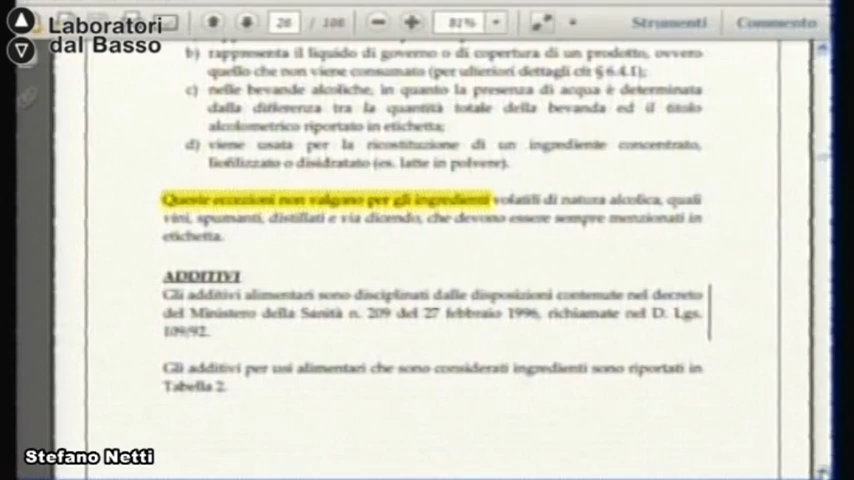 Laboratori
dal Basso
26 / 108
81%
Strumenti
Commento
b) rappresenta il liquido di governo o di copertura di un prodotto, ovvero
quello che non viene consumato (per ulteriori dettagli cfr § 6.4.1);
c) nelle bevande alcoliche, in quanto la presenza di acqua è determinata
dalla differenza tra la quantità totale della bevanda ed il titolo
alcolometrico riportato in etichetta;
d) viene usata per la ricostituzione di un ingrediente concentrato,
liofilizzato o disidratato (es. latte in polvere).
Queste eccezioni non valgono per gli ingredienti volatili di natura alcolica, quali
vini, spumanti, distillati e via dicendo, che devono essere sempre menzionati in
etichetta.
ADDITIVI
Gli additivi alimentari sono disciplinati dalle disposizioni contenute nel decreto
del Ministero della Sanità n. 209 del 27 febbraio 1996, richiamate nel D. Lgs.
109/92.
Gli additivi per usi alimentari che sono considerati ingredienti sono riportati in
Tabella 2.
Stefano Netti